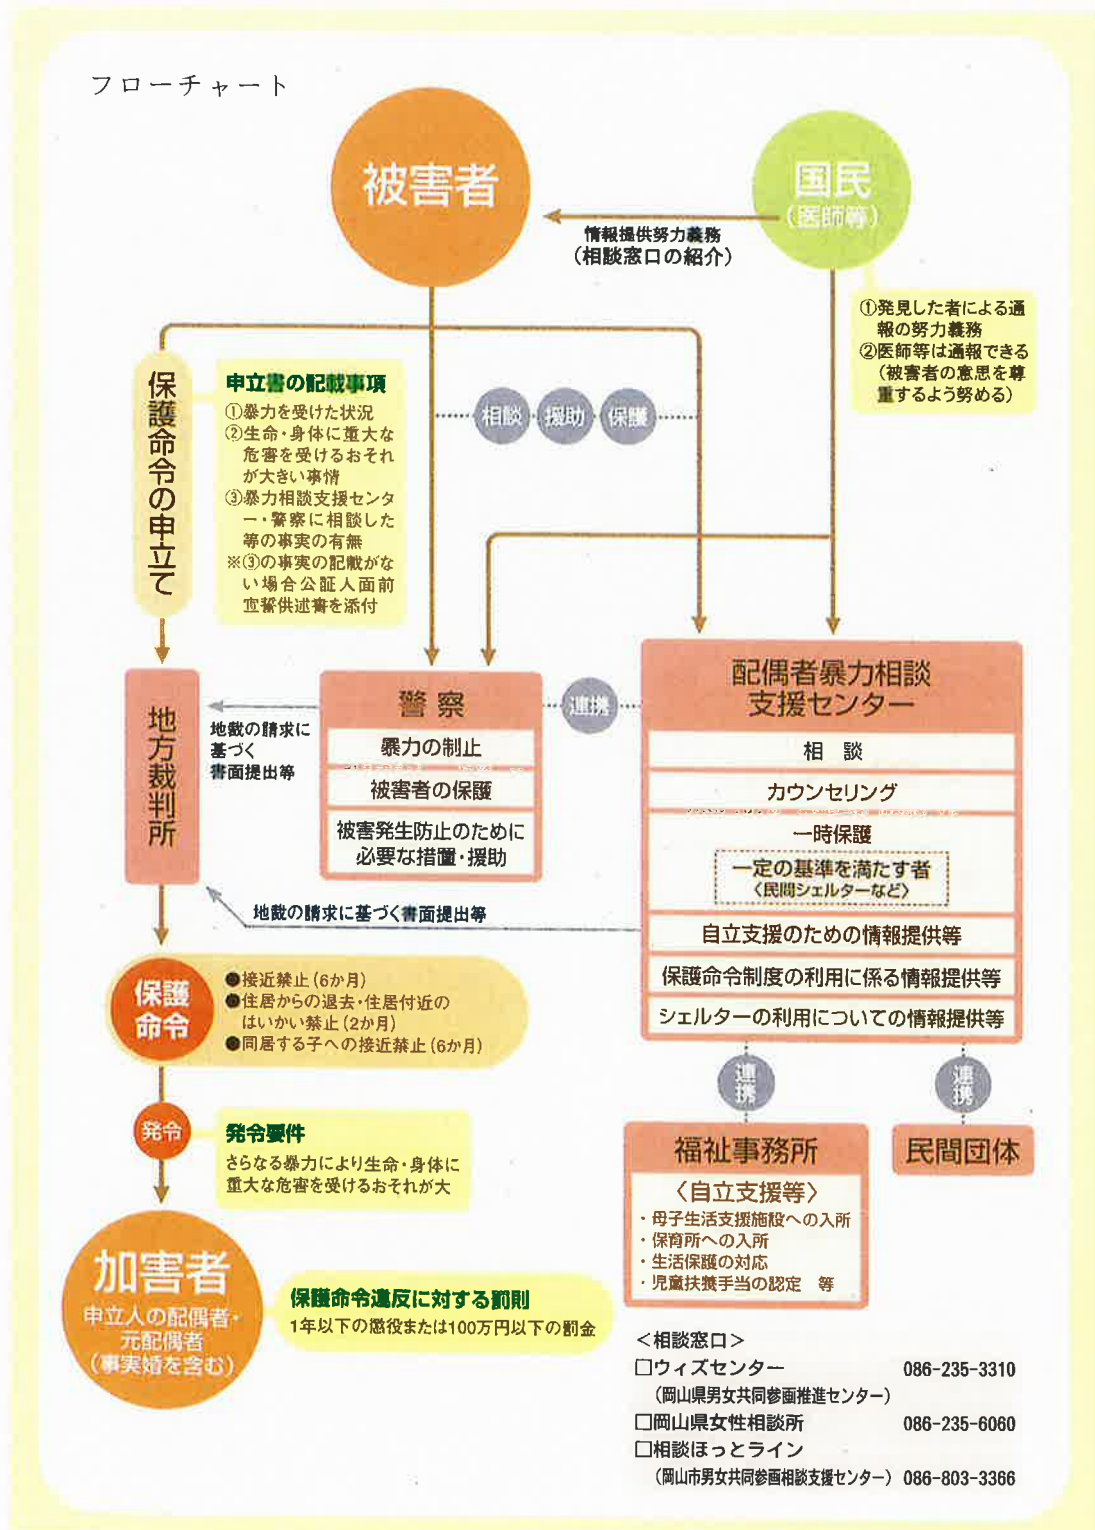 フローチャート
被害者
国民
(医師等)
情報提供努力義務
(相談窓口の紹介)
①発見した者による通
報の努力義務
②医師等は通報できる
(被害者の意思を尊
重するよう努める)
保護命令の申立て
申立書の記載事項
①暴力を受けた状況
②生命・身体に重大な
危害を受けるおそれ
が大きい事情
③暴力相談支援センタ
ー・警察に相談した
等の事実の有無
※③の事実の記載がな
い場合公証人面前
宣誓供述書を添付
相談
援助
保護
地方裁判所
地裁の請求に
基づく
書面提出等
警察
暴力の制止
被害者の保護
被害発生防止のために
必要な措置・援助
連携
配偶者暴力相談
支援センター
相 談
カウンセリング
一時保護
一定の基準を満たす者
〈民間シェルターなど〉
自立支援のための情報提供等
保護命令制度の利用に係る情報提供等
シェルターの利用についての情報提供等
地裁の請求に基づく書面提出等
保護
命令
●接近禁止(6か月)
●住居からの退去・住居付近の
はいかい禁止(2か月)
●同居する子への接近禁止(6か月)
発令
発令要件
さらなる暴力により生命・身体に
重大な危害を受けるおそれが大
連携
連携
福祉事務所
〈自立支援等〉
・母子生活支援施設への入所
・保育所への入所
・生活保護の対応
・児童扶養手当の認定 等
民間団体
加害者
申立人の配偶者・
元配偶者
(事実婚を含む)
保護命令違反に対する罰則
1年以下の懲役または100万円以下の罰金
<相談窓口>
□ウィズセンター 086-235-3310
(岡山県男女共同参画推進センター)
□岡山県女性相談所 086-235-6060
□相談ほっとライン
(岡山市男女共同参画相談支援センター) 086-803-3366